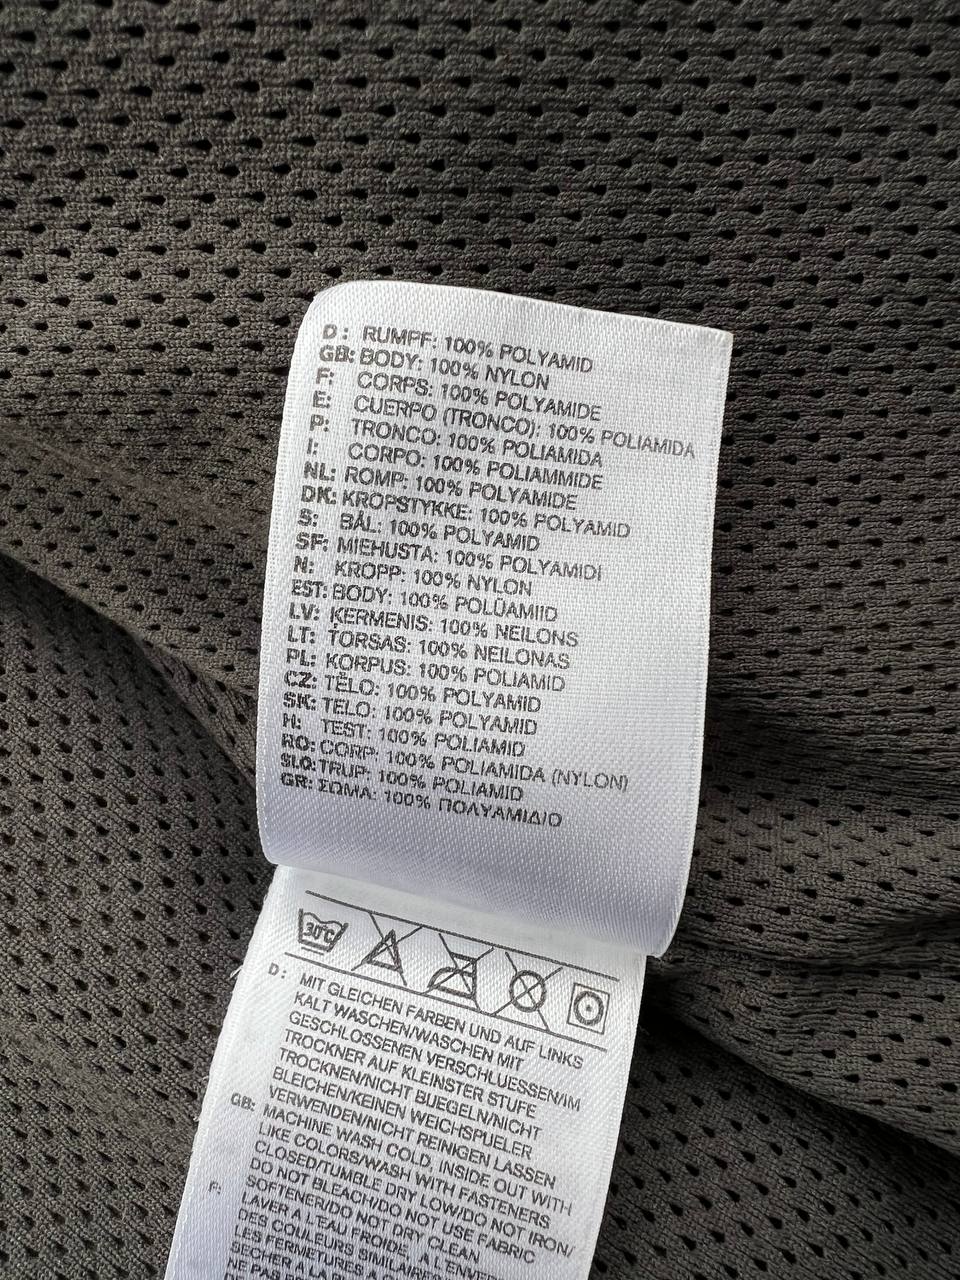 D: RUMPF: 100% POLYAMID
GB: BODY: 100% NYLON
F: CORPS: 100% POLYAMIDE
E: CUERPO (TRONCO): 100% POLIAMIDA
P: TRONCO: 100% POLIAMIDA
I: CORPO: 100% POLIAMMIDE
NL: ROMP: 100% POLYAMIDE
DK: KROPSTYKKE: 100% POLYAMID
S: BÅL: 100% POLYAMID
SF: MIEHUSTA: 100% POLYAMIDI
N: KROPP: 100% NYLON
EST: BODY: 100% POLÜAMIID
LV: ĶERMENIS: 100% NEILONS
LT: TORSAS: 100% NEILONAS
PL: KORPUS: 100% POLIAMID
CZ: TĚLO: 100% POLYAMID
SK: TELO: 100% POLYAMID
H: TEST: 100% POLIAMID
RO: CORP: 100% POLIAMIDA (NYLON)
SLO: TRUP: 100% POLIAMID
GR: ΣΩΜΑ: 100% ΠΟΛΥΑΜΙΔΙΟ
30°C
D: MIT GLEICHEN FARBEN UND AUF LINKS
KALT WASCHEN/WASCHEN MIT
GESCHLOSSENEN VERSCHLUESSEN/IM
TROCKNER AUF KLEINSTER STUFE
TROCKNEN/NICHT BUEGELN/NICHT
BLEICHEN/KEINEN WEICHSPUELER
VERWENDEN/NICHT REINIGEN LASSEN
GB: MACHINE WASH COLD, INSIDE OUT WITH
LIKE COLORS/WASH WITH FASTENERS
CLOSED/TUMBLE DRY LOW/DO NOT IRON/
DO NOT BLEACH/DO NOT USE FABRIC
SOFTENER/DO NOT DRY CLEAN
F: LAVER A L'EAU FROIDE, A L'ENVERS
DES COULEURS SIMILAIRES
LES FERMETURES
SECHER A LA
NE PAS